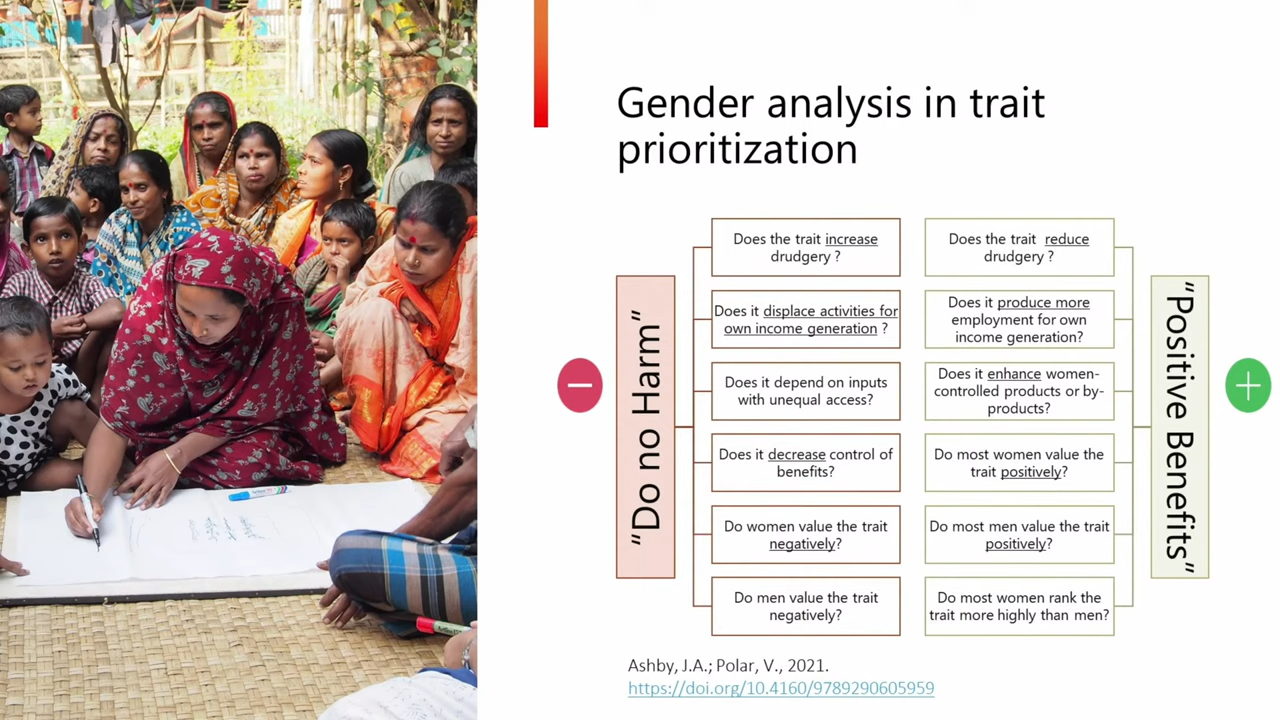 Gender analysis in trait
prioritization
“Do no Harm”
Does the trait increase
drudgery ?
Does it displace activities for
own income generation ?
Does it depend on inputs
with unequal access?
Does it decrease control of
benefits?
Do women value the trait
negatively?
Do men value the trait
negatively?
Does the trait reduce
drudgery ?
Does it produce more
employment for own
income generation?
Does it enhance women-
controlled products or by-
products?
Do most women value the
trait positively?
Do most men value the trait
positively?
Do most women rank the
trait more highly than men?
“Positive Benefits”
Ashby, J.A.; Polar, V., 2021.
https://doi.org/10.4160/9789290605959